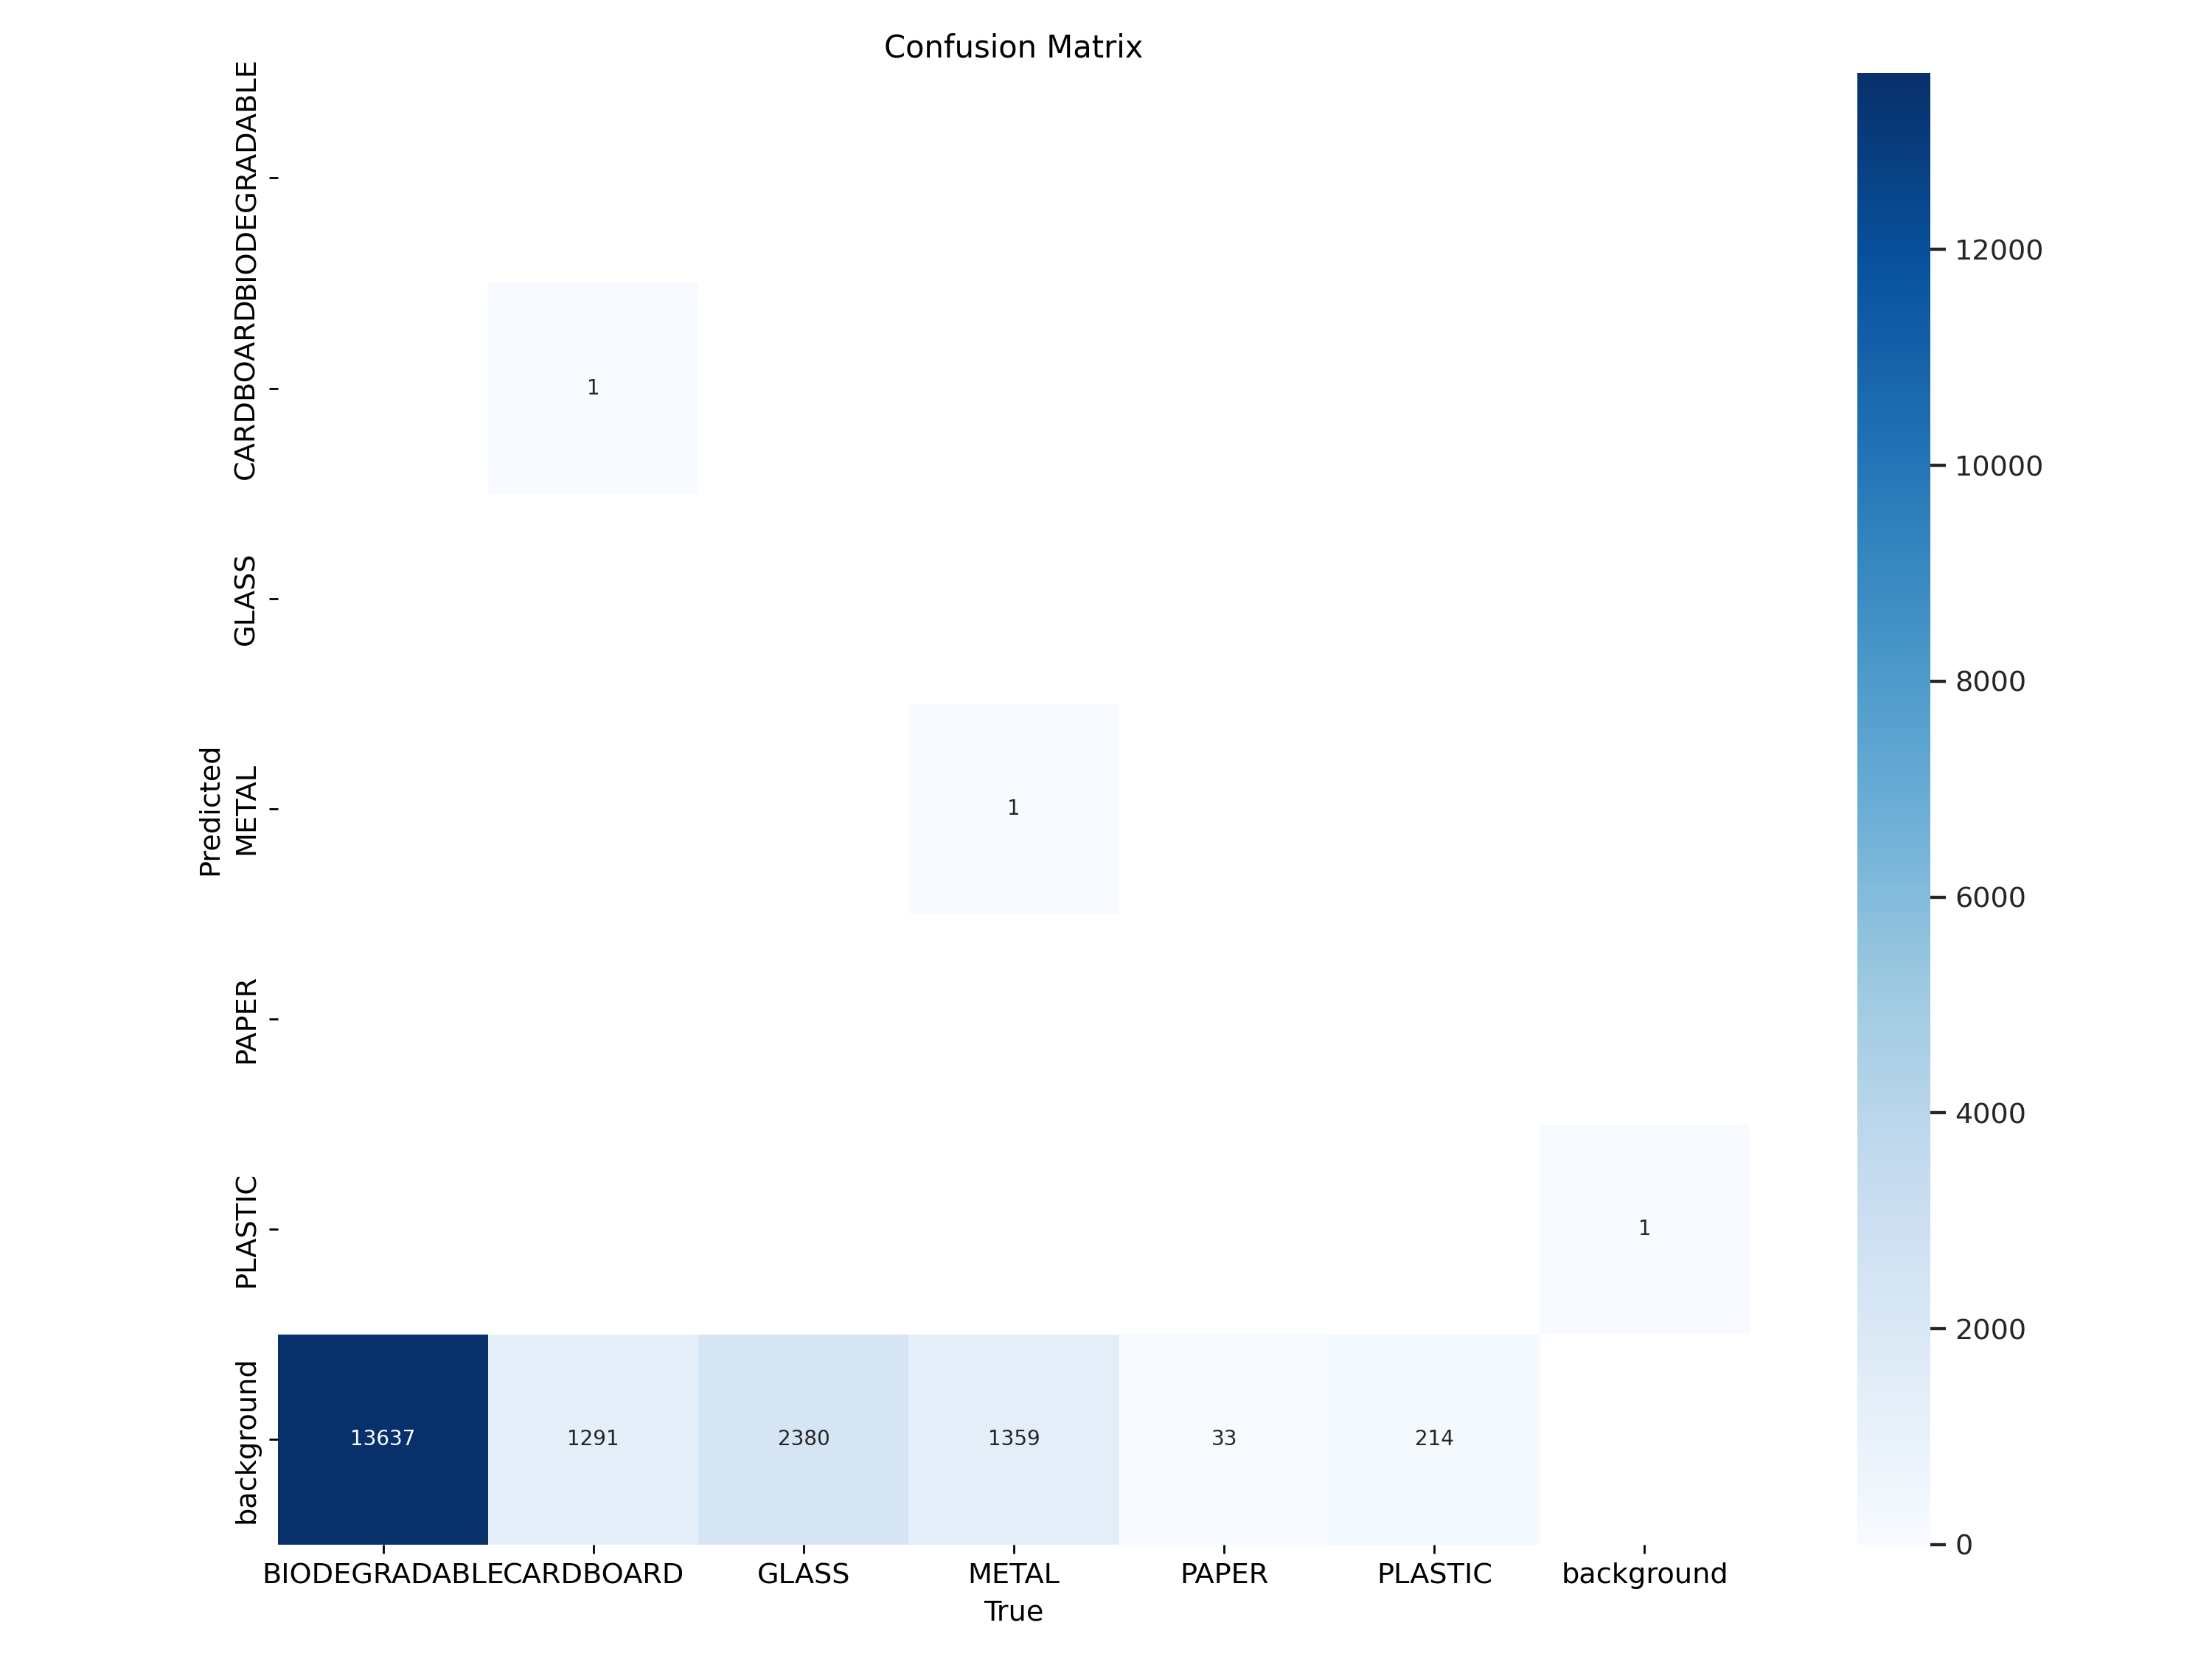 Confusion Matrix
BIODEGRADABLE
CARDBOARD
GLASS
METAL
PAPER
PLASTIC
background
Predicted
1
1
1
13637 1291 2380 1359 33 214
BIODEGRADABLE CARDBOARD GLASS METAL PAPER PLASTIC background
True
12000
10000
8000
6000
4000
2000
0